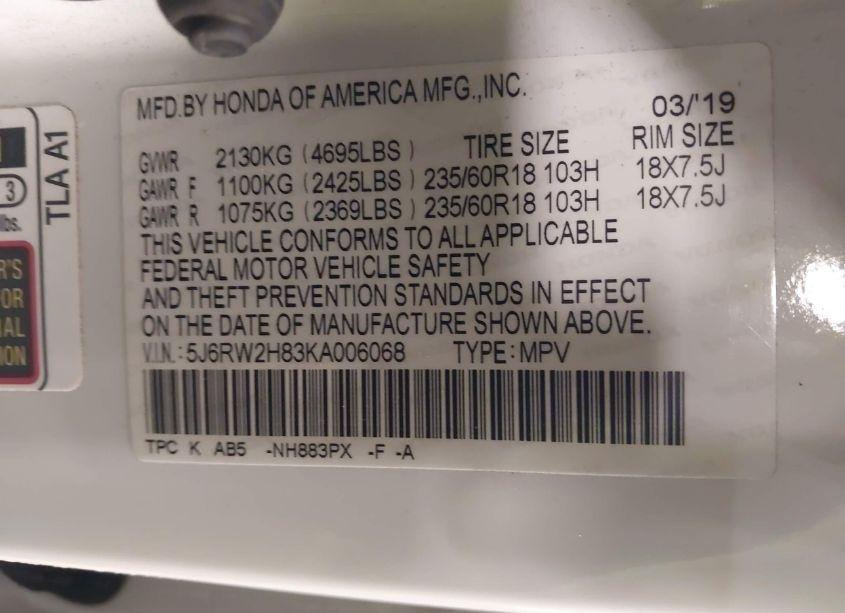 MFD.BY HONDA OF AMERICA MFG.,INC.
03/'19
GVWR 2130KG (4695LBS) TIRE SIZE RIM SIZE
GAWR F 1100KG (2425LBS) 235/60R18 103H 18X7.5J
GAWR R 1075KG (2369LBS) 235/60R18 103H 18X7.5J
THIS VEHICLE CONFORMS TO ALL APPLICABLE
FEDERAL MOTOR VEHICLE SAFETY
AND THEFT PREVENTION STANDARDS IN EFFECT
ON THE DATE OF MANUFACTURE SHOWN ABOVE.
V.I.N.:5J6RW2H83KA006068 TYPE:MPV
TPC K AB5 -NH883PX -F -A
TLA A1
3
lbs.